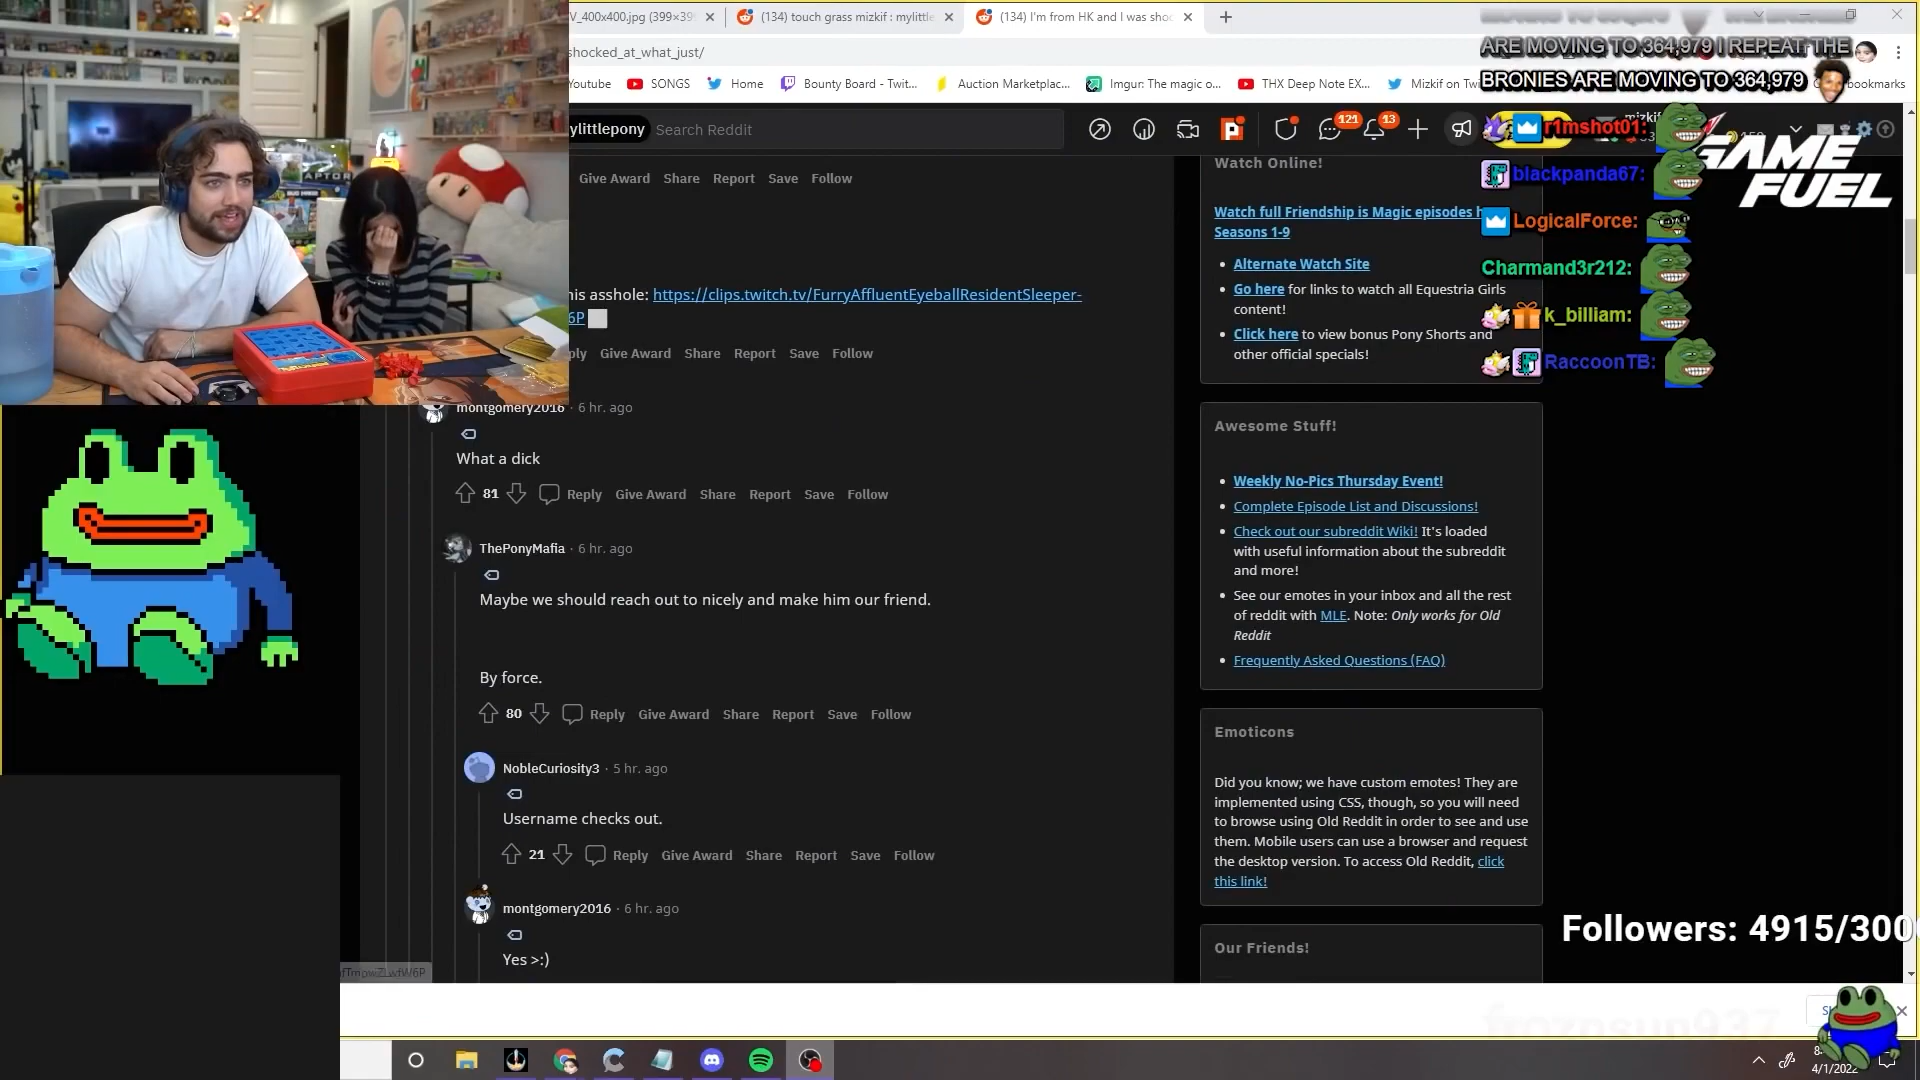 V_400x400.jpg (399×39
(134) touch grass mizkif : mylittle
(134) I'm from HK and I was shoc
shocked_at_what_just/
ARE MOVING TO 364,979 I REPEAT THE
BRONIES ARE MOVING TO 364,979
Youtube
SONGS
Home
Bounty Board - Twit...
Auction Marketplac...
Imgur: The magic o...
THX Deep Note EX...
Mizkif on Twi
bookmarks
ylittlepony
Search Reddit
121
13
mizkif
r1mshot01:
blackpanda67:
LogicalForce:
Charmand3r212:
k_billiam:
RaccoonTB:
GAME
FUEL
Give Award Share Report Save Follow
his asshole: https://clips.twitch.tv/FurryAffluentEyeballResidentSleeper-
6P
ply Give Award Share Report Save Follow
montgomery2016 · 6 hr. ago
What a dick
81 Reply Give Award Share Report Save Follow
ThePonyMafia · 6 hr. ago
Maybe we should reach out to nicely and make him our friend.
By force.
80 Reply Give Award Share Report Save Follow
NobleCuriosity3 · 5 hr. ago
Username checks out.
21 Reply Give Award Share Report Save Follow
montgomery2016 · 6 hr. ago
Yes >:)
Watch Online!
Watch full Friendship is Magic episodes h
Seasons 1-9
Alternate Watch Site
Go here for links to watch all Equestria Girls
content!
Click here to view bonus Pony Shorts and
other official specials!
Awesome Stuff!
Weekly No-Pics Thursday Event!
Complete Episode List and Discussions!
Check out our subreddit Wiki! It's loaded
with useful information about the subreddit
and more!
See our emotes in your inbox and all the rest
of reddit with MLE. Note: Only works for Old
Reddit
Frequently Asked Questions (FAQ)
Emoticons
Did you know; we have custom emotes! They are
implemented using CSS, though, so you will need
to browse using Old Reddit in order to see and use
them. Mobile users can use a browser and request
the desktop version. To access Old Reddit, click
this link!
Our Friends!
Followers: 4915/300
4/1/2022